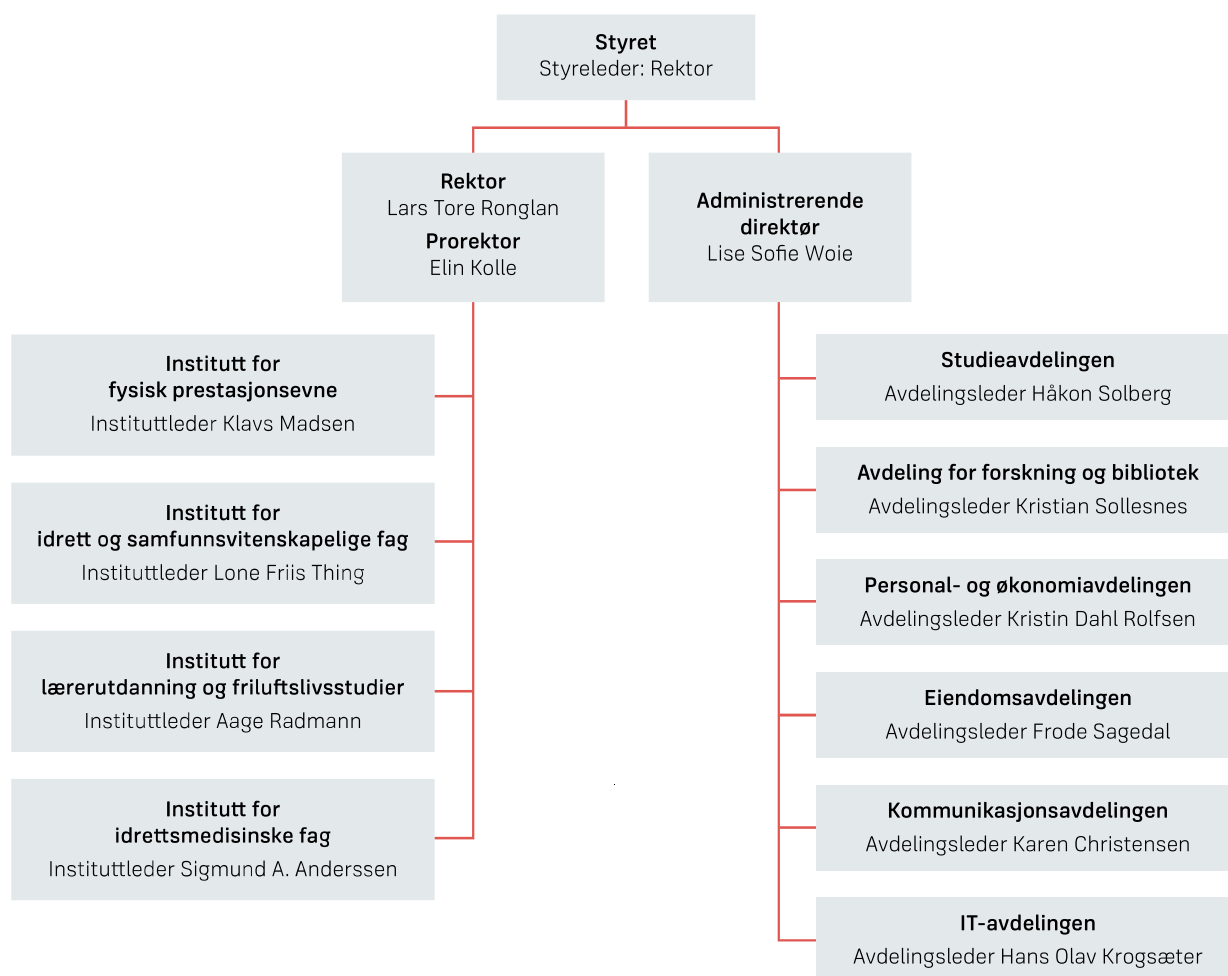 Styret
Styreleder: Rektor
Rektor
Lars Tore Ronglan
Prorektor
Elin Kolle
Administrerende
direktør
Lise Sofie Woie
Institutt for
fysisk prestasjonsevne
Instituttleder Klavs Madsen
Institutt for
idrett og samfunnsvitenskapelige fag
Instituttleder Lone Friis Thing
Institutt for
lærerutdanning og friluftslivsstudier
Instituttleder Aage Radmann
Institutt for
idrettsmedisinske fag
Instituttleder Sigmund A. Anderssen
Studieavdelingen
Avdelingsleder Håkon Solberg
Avdeling for forskning og bibliotek
Avdelingsleder Kristian Sollesnes
Personal- og økonomiavdelingen
Avdelingsleder Kristin Dahl Rolfsen
Eiendomsavdelingen
Avdelingsleder Frode Sagedal
Kommunikasjonsavdelingen
Avdelingsleder Karen Christensen
IT-avdelingen
Avdelingsleder Hans Olav Krogsæter